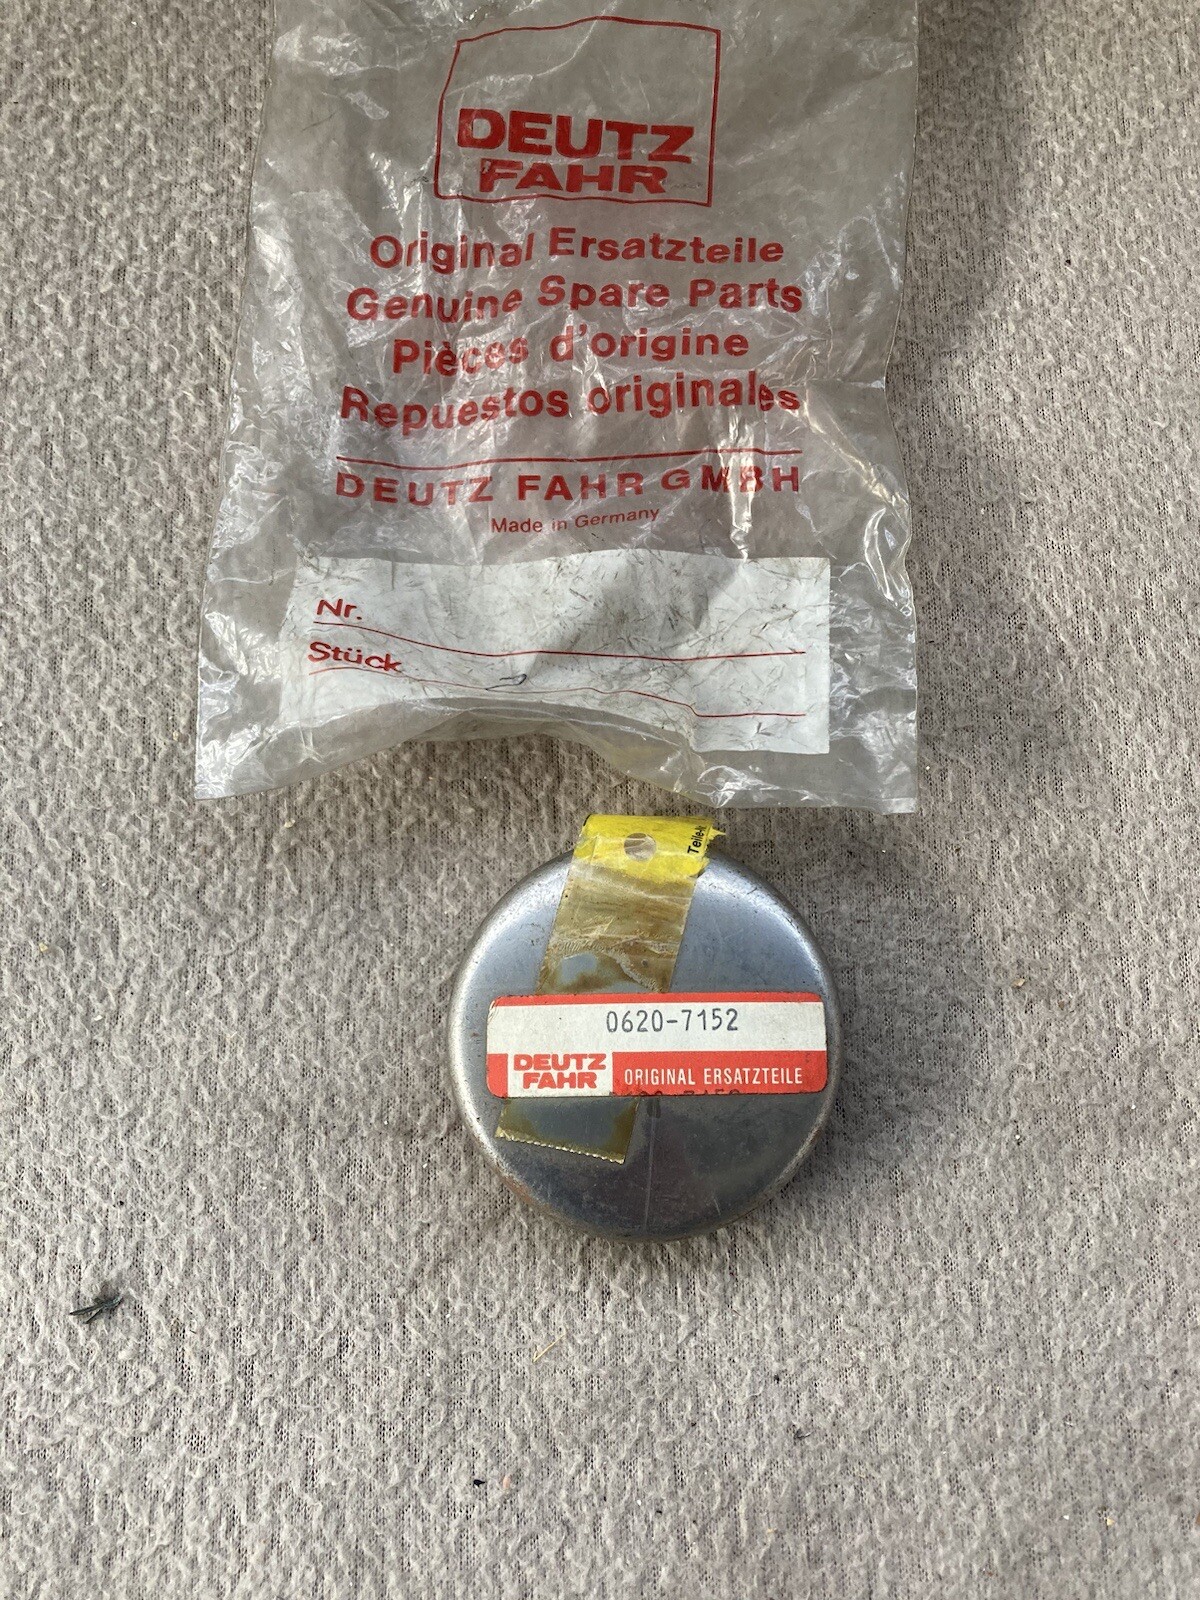 DEUTZ
FAHR
Original Ersatzteile
Genuine Spare Parts
Pièces d'origine
Repuestos originales
DEUTZ FAHR GMBH
Made in Germany
Nr.
Stück
0620-7152
DEUTZ
FAHR
ORIGINAL ERSATZTEILE